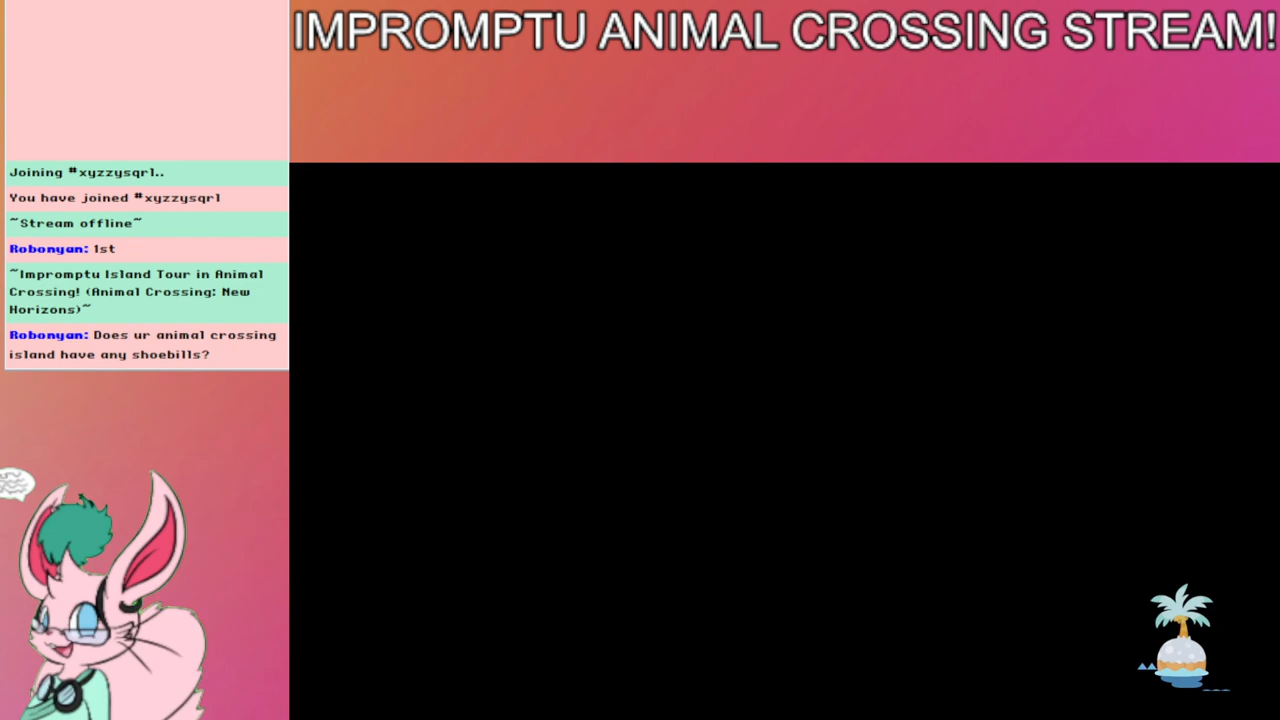 IMPROMPTU ANIMAL CROSSING STREAM!
Joining #xyzzysqrl..
You have joined #xyzzysqrl
~Stream offline~
Robonyan: 1st
~Impromptu Island Tour in Animal
Crossing! (Animal Crossing: New
Horizons)~
Robonyan: Does ur animal crossing
island have any shoebills?